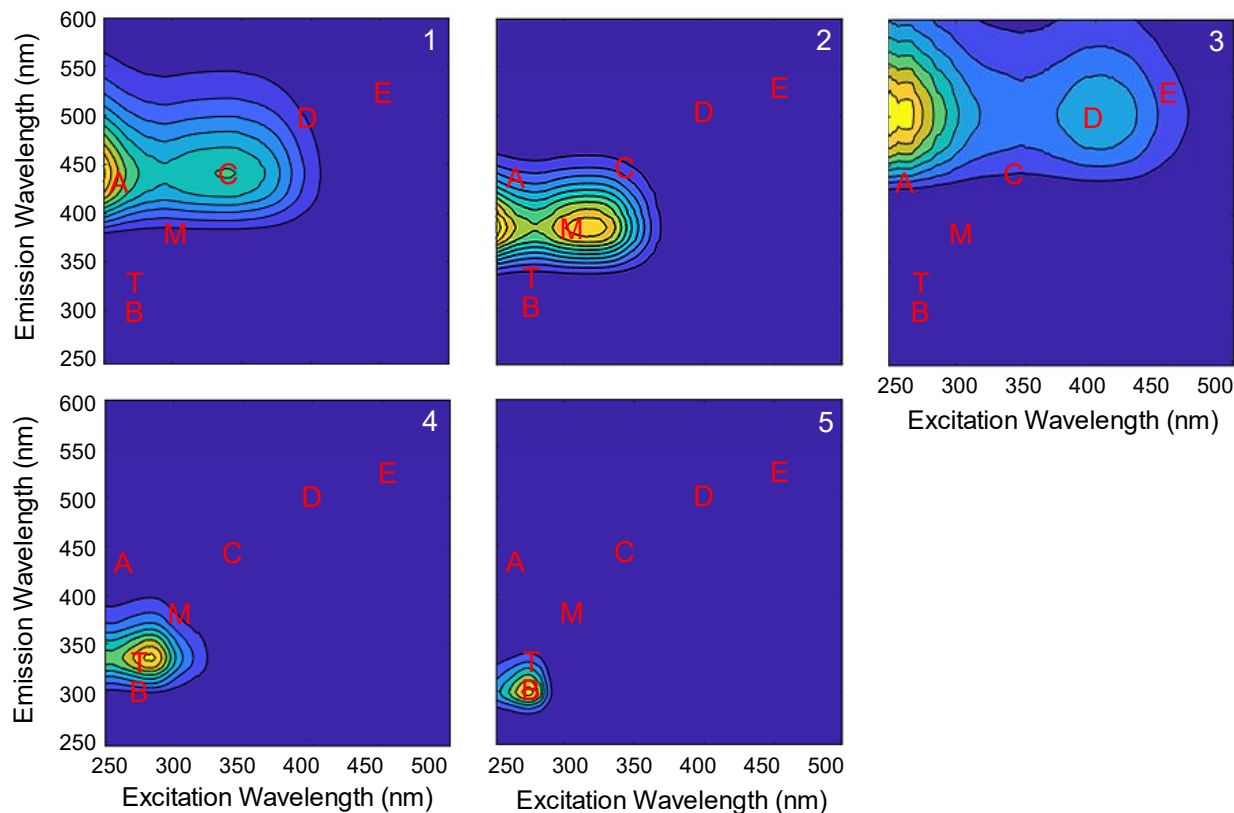 600
550
500
450
400
350
300
250
Emission Wavelength (nm)
1
E
D
C
A
M
T
B
2
E
D
C
A
M
T
B
3
E
D
C
A
M
T
B
250 300 350 400 450 500
Excitation Wavelength (nm)
600
550
500
450
400
350
300
250
Emission Wavelength (nm)
4
E
D
C
A
M
T
B
250 300 350 400 450 500
Excitation Wavelength (nm)
5
E
D
C
A
M
T
B
250 300 350 400 450 500
Excitation Wavelength (nm)